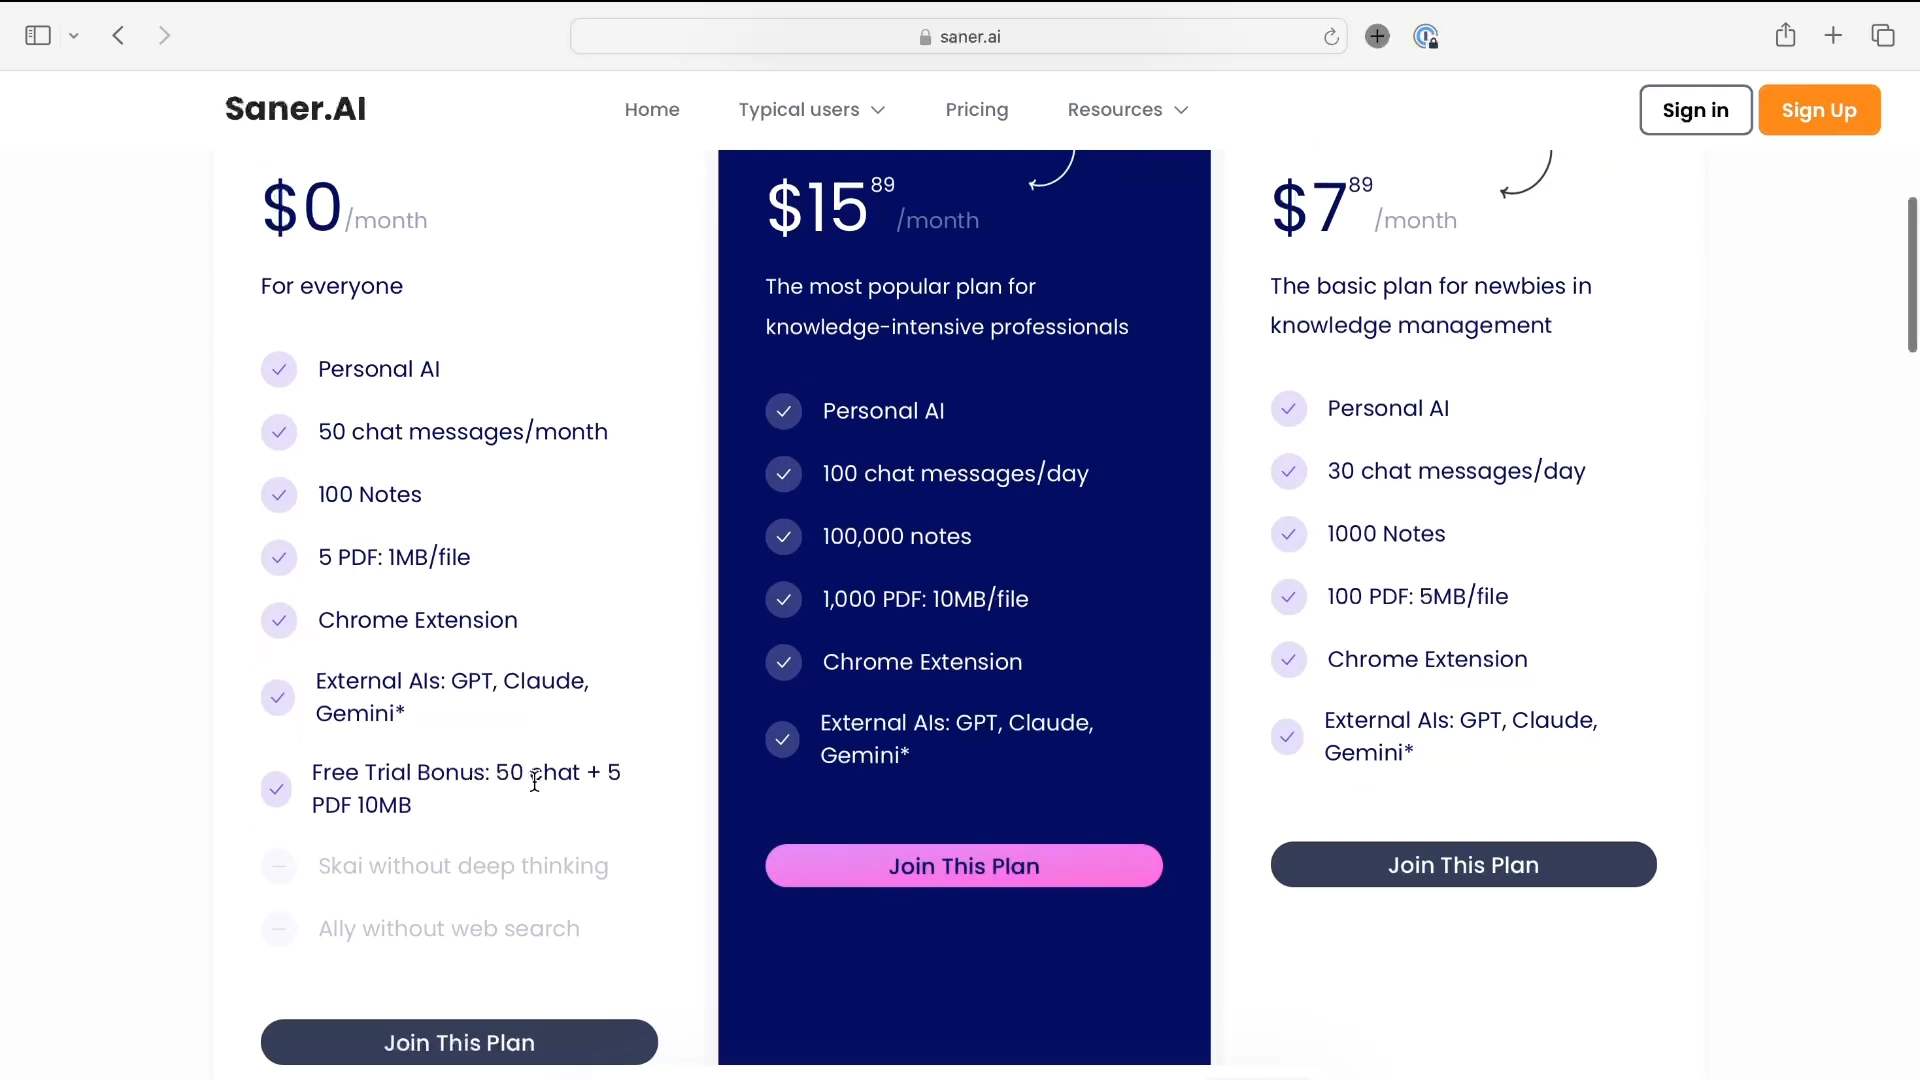 saner.ai
Saner.AI
Home
Typical users
Pricing
Resources
Sign in
Sign Up
$0/month
For everyone
Personal AI
50 chat messages/month
100 Notes
5 PDF: 1MB/file
Chrome Extension
External AIs: GPT, Claude,
Gemini*
Free Trial Bonus: 50 chat + 5
PDF 10MB
Skai without deep thinking
Ally without web search
Join This Plan
$15 89 /month
The most popular plan for
knowledge-intensive professionals
Personal AI
100 chat messages/day
100,000 notes
1,000 PDF: 10MB/file
Chrome Extension
External AIs: GPT, Claude,
Gemini*
Join This Plan
$7 89 /month
The basic plan for newbies in
knowledge management
Personal AI
30 chat messages/day
1000 Notes
100 PDF: 5MB/file
Chrome Extension
External AIs: GPT, Claude,
Gemini*
Join This Plan